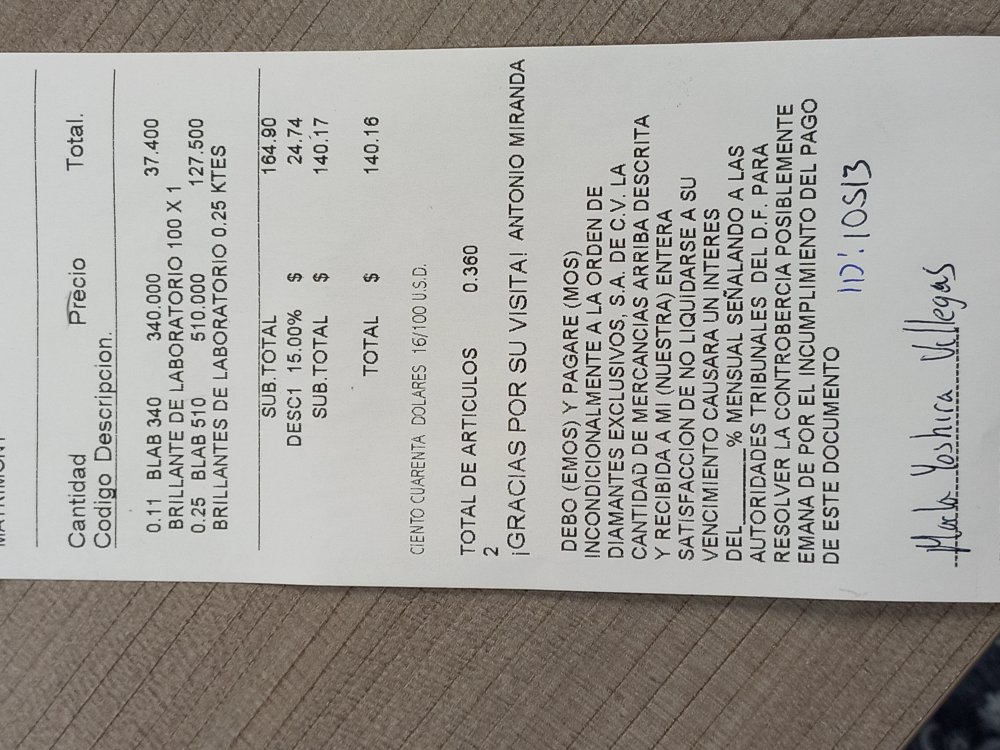 Cantidad Precio Total.
Codigo Descripcion.
0.11 BLAB 340 340.000 37.400
BRILLANTE DE LABORATORIO 100 X 1
0.25 BLAB 510 510.000 127.500
BRILLANTES DE LABORATORIO 0.25 KTES
SUB.TOTAL $ 164.90
DESC1 15.00% $ 24.74
SUB.TOTAL $ 140.17
TOTAL $ 140.16
CIENTO CUARENTA DOLARES 16/100 U.S.D.
TOTAL DE ARTICULOS 0.360
2
¡GRACIAS POR SU VISITA! ANTONIO MIRANDA
DEBO (EMOS) Y PAGARE (MOS)
INCONDICIONALMENTE A LA ORDEN DE
DIAMANTES EXCLUSIVOS, S.A. DE C.V. LA
CANTIDAD DE MERCANCIAS ARRIBA DESCRITA
Y RECIBIDA A MI (NUESTRA) ENTERA
SATISFACCION DE NO LIQUIDARSE A SU
VENCIMIENTO CAUSARA UN INTERES
DEL______% MENSUAL SEÑALANDO A LAS
AUTORIDADES TRIBUNALES DEL D.F. PARA
RESOLVER LA CONTROBERCIA POSIBLEMENTE
EMANA DE POR EL INCUMPLIMIENTO DEL PAGO
DE ESTE DOCUMENTO
10513
Yoshira Villegas